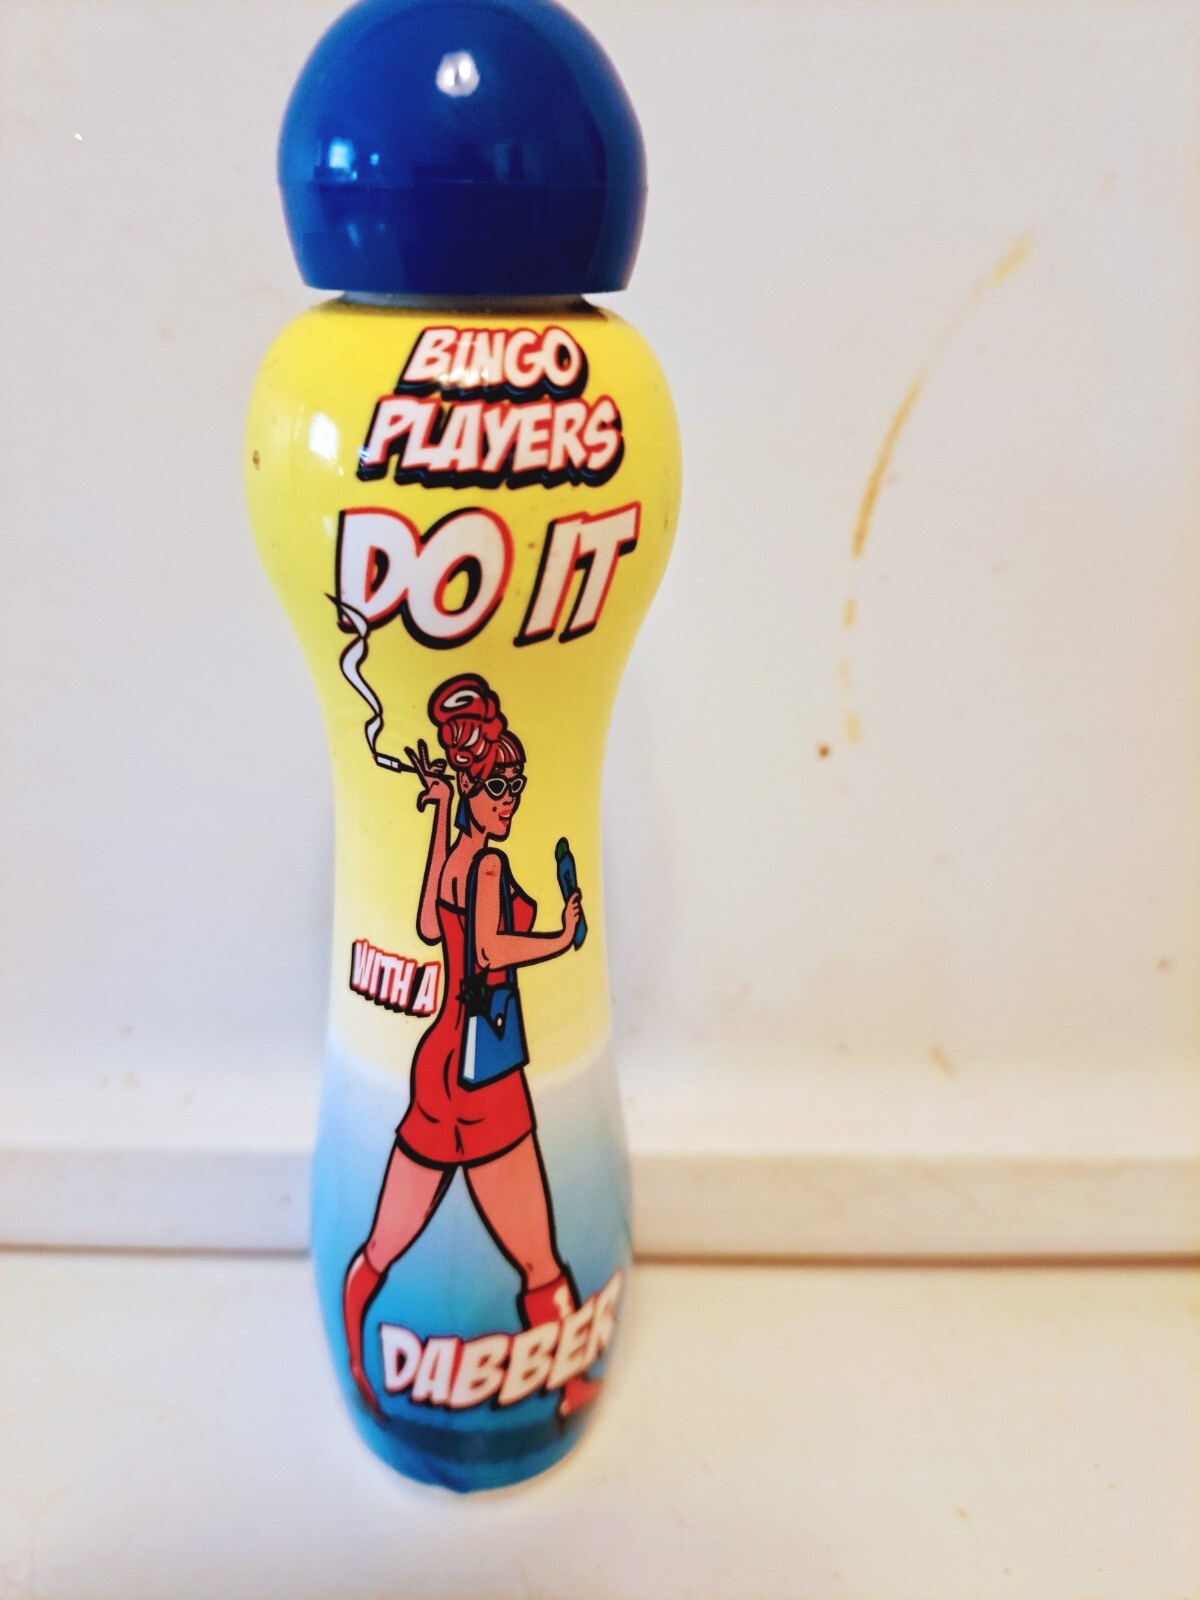 BINGO
PLAYERS
DO IT
WITH A
DABBER